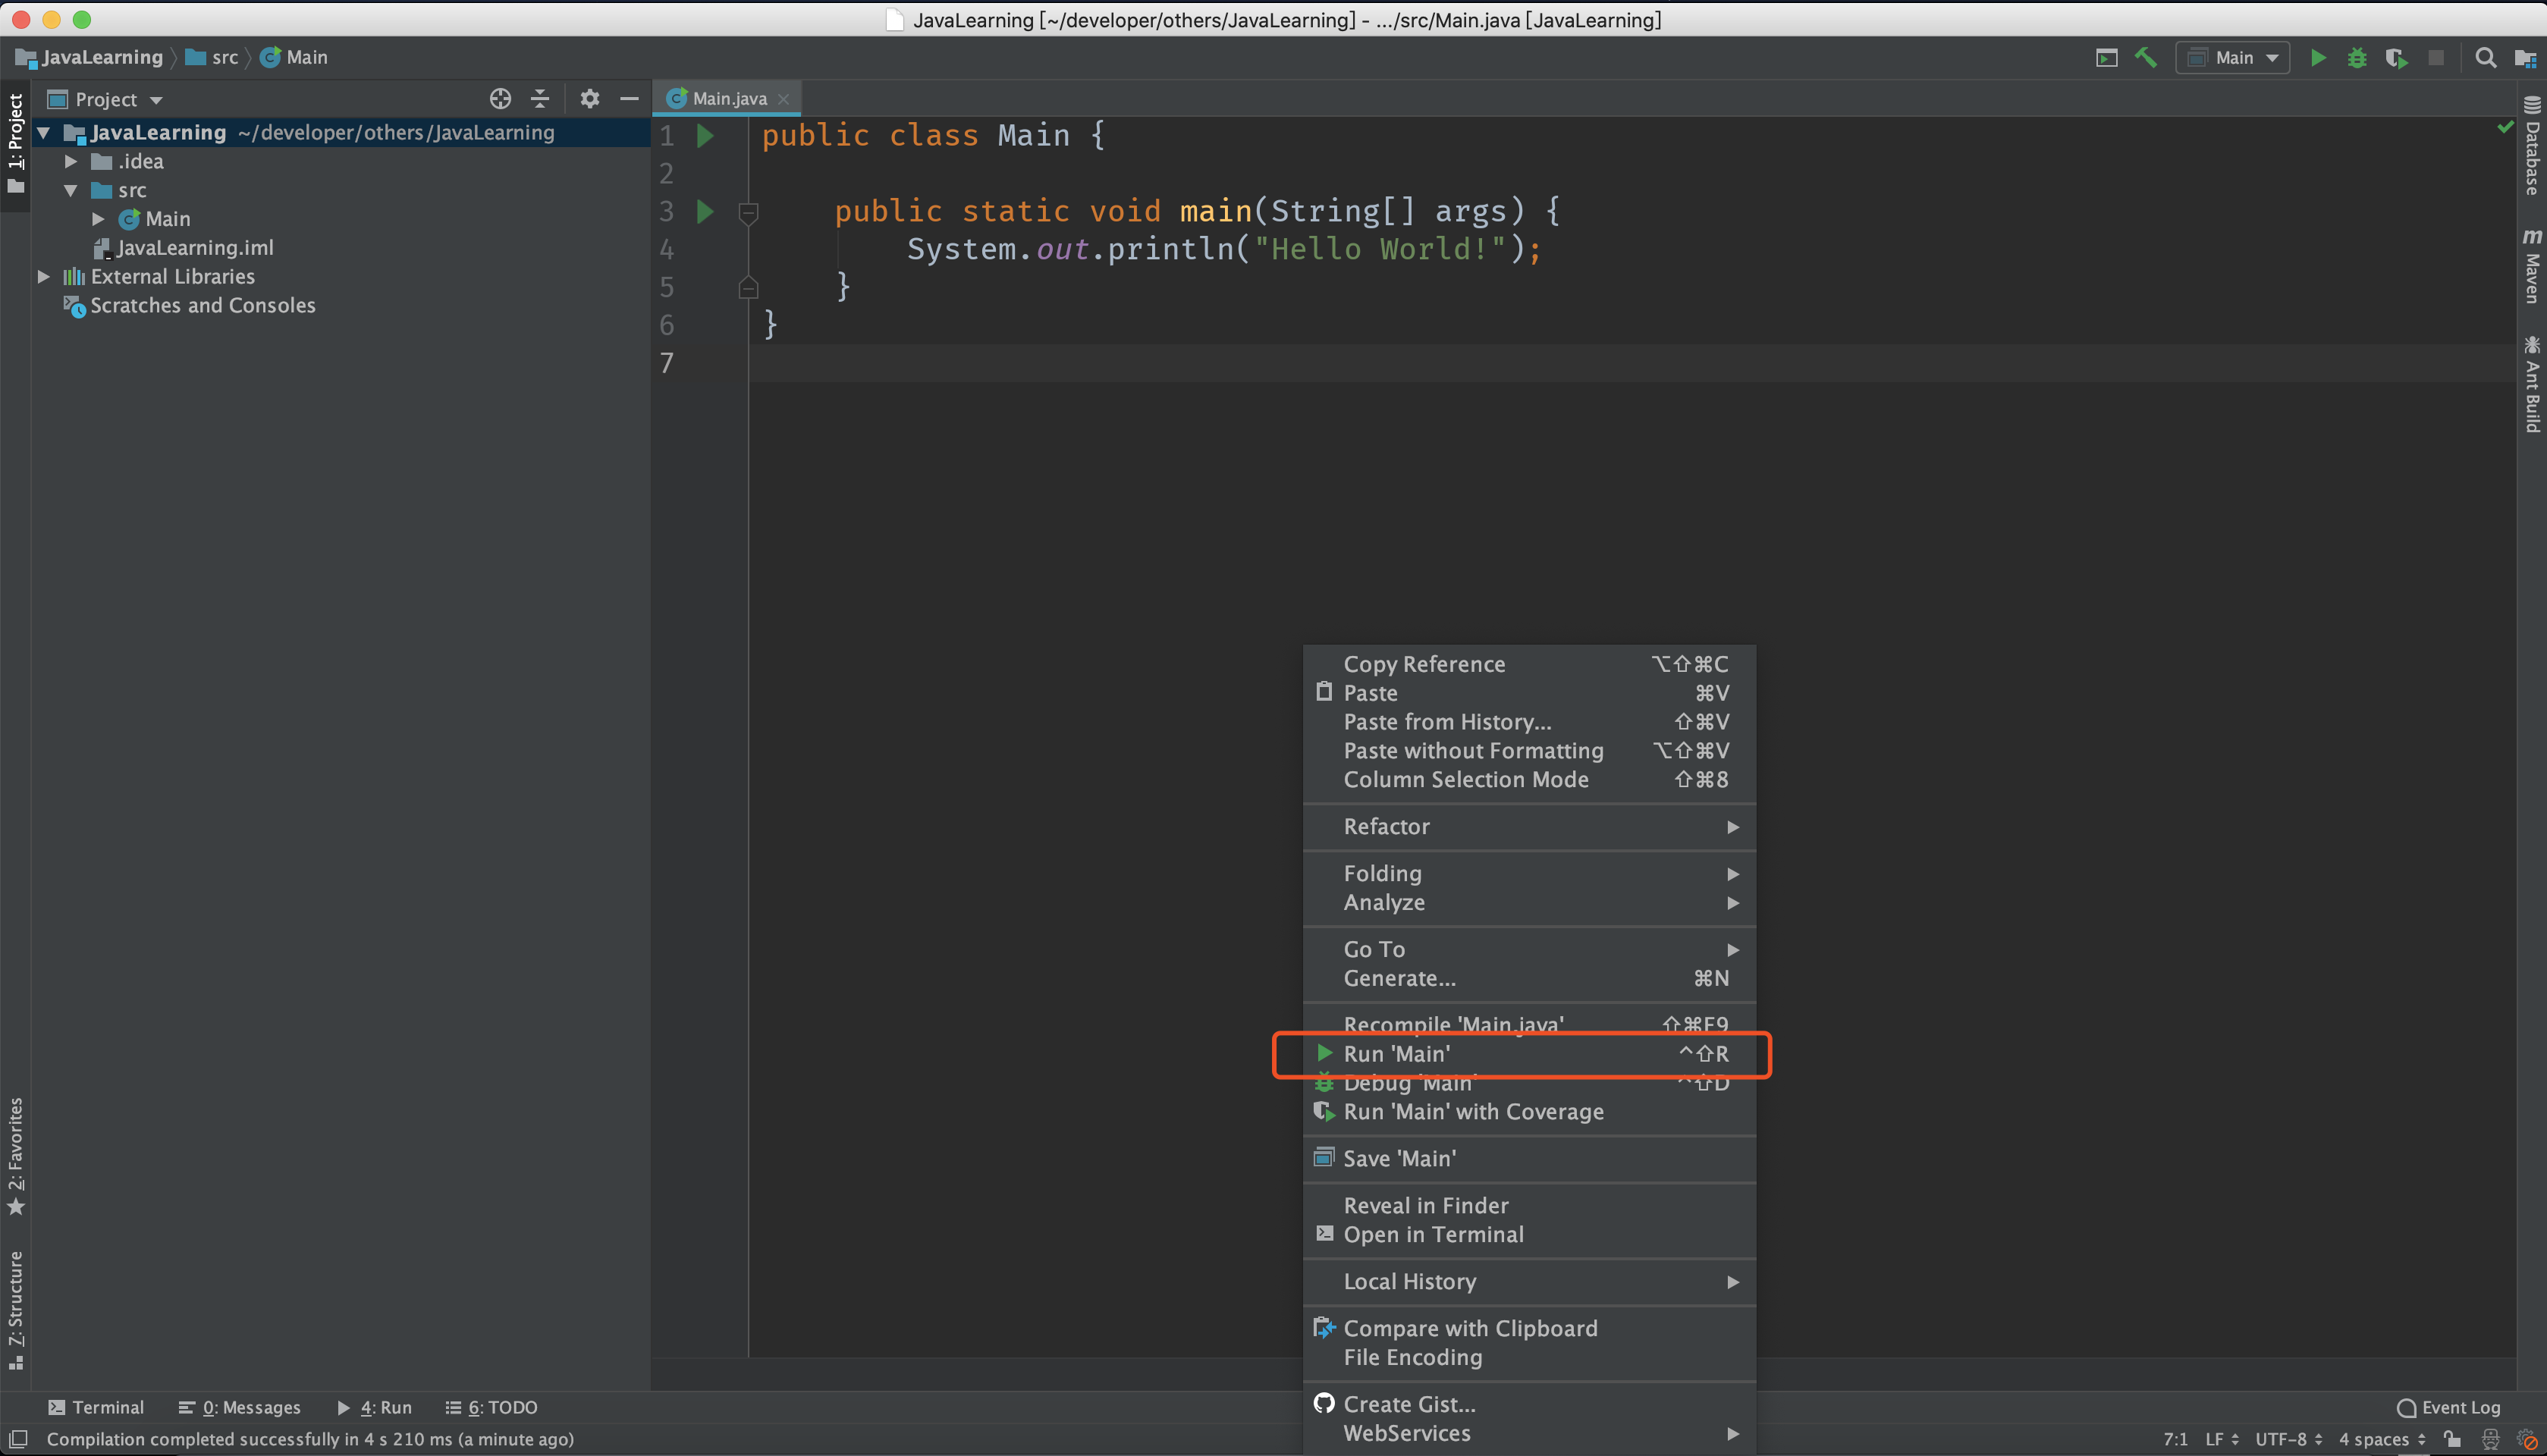 JavaLearning [~/developer/others/JavaLearning] - .../src/Main.java [JavaLearning]
JavaLearning src Main
Main
1: Project
Project
JavaLearning ~/developer/others/JavaLearning
.idea
src
Main
JavaLearning.iml
External Libraries
Scratches and Consoles
2: Favorites
Z: Structure
Main.java
1 public class Main {
2
3 public static void main(String[] args) {
4 System.out.println("Hello World!");
5 }
6 }
7
Copy Reference ⌥⇧⌘C
Paste ⌘V
Paste from History... ⇧⌘V
Paste without Formatting ⌥⇧⌘V
Column Selection Mode ⇧⌘8
Refactor
Folding
Analyze
Go To
Generate... ⌘N
Recompile 'Main.java' ⇧⌘F9
Run 'Main' ^⇧R
Debug 'Main' ^⇧D
Run 'Main' with Coverage
Save 'Main'
Reveal in Finder
Open in Terminal
Local History
Compare with Clipboard
File Encoding
Create Gist...
WebServices
Database
m Maven
Ant Build
Terminal 0: Messages 4: Run 6: TODO
Event Log
Compilation completed successfully in 4 s 210 ms (a minute ago)
7:1 LF UTF-8 4 spaces